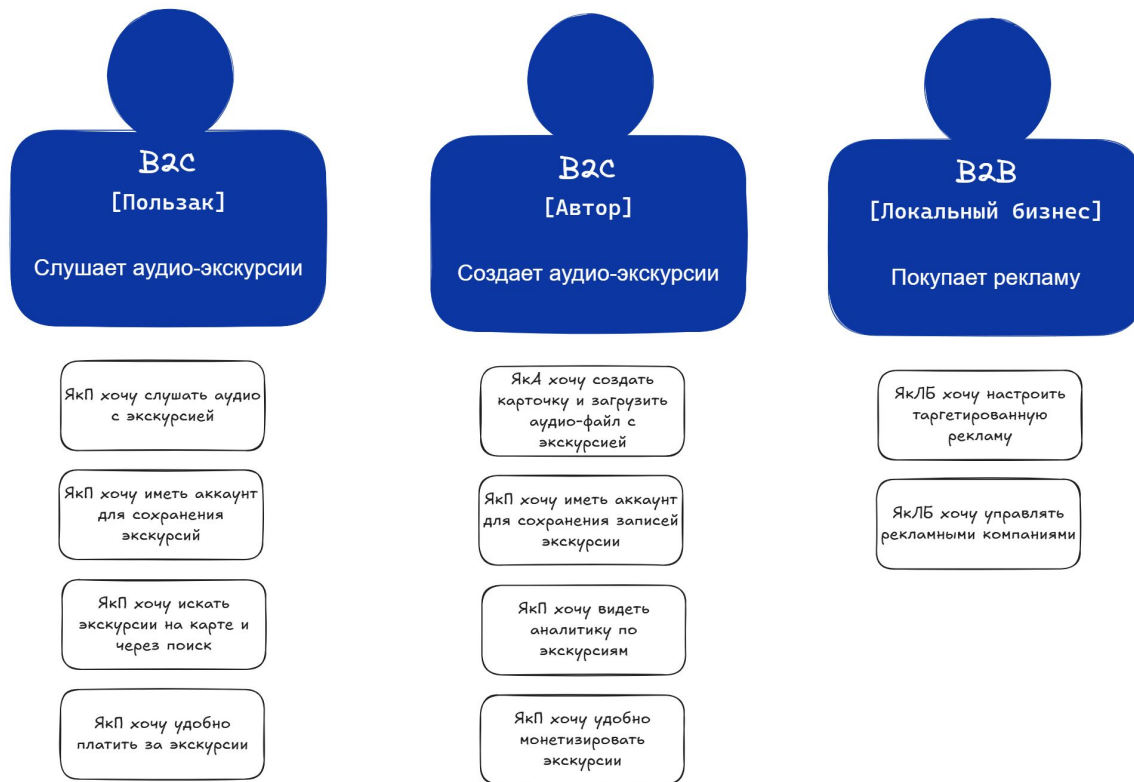 B2C
[Пользак]
Слушает аудио-экскурсии
ЯкП хочу слушать аудио
с экскурсией
ЯкП хочу иметь аккаунт
для сохранения
экскурсий
ЯкП хочу искать
экскурсии на карте и
через поиск
ЯкП хочу удобно
платить за экскурсии
B2C
[Автор]
Создает аудио-экскурсии
ЯкА хочу создать
карточку и загрузить
аудио-файл с
экскурсией
ЯкП хочу иметь аккаунт
для сохранения записей
экскурсии
ЯкП хочу видеть
аналитику по
экскурсиям
ЯкП хочу удобно
монетизировать
экскурсии
B2B
[Локальный бизнес]
Покупает рекламу
ЯкЛБ хочу настроить
таргетированную
рекламу
ЯкЛБ хочу управлять
рекламными компаниями